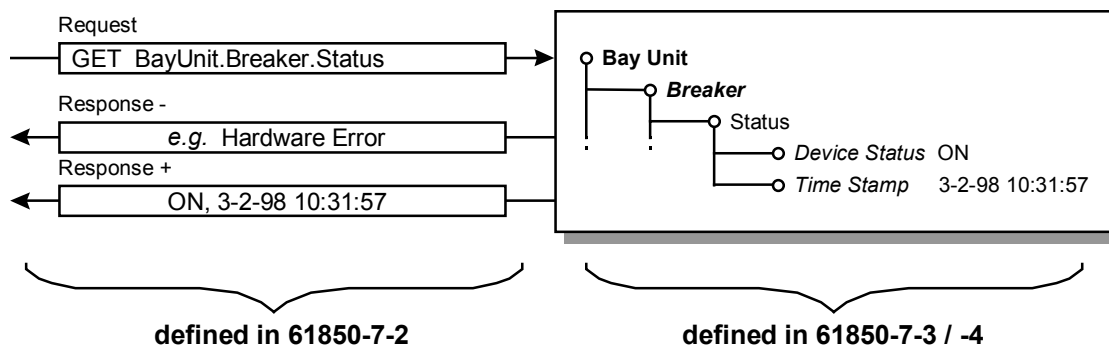 Request
GET BayUnit.Breaker.Status
Response -
e.g. Hardware Error
Response +
ON, 3-2-98 10:31:57
Bay Unit
Breaker
Status
Device Status ON
Time Stamp 3-2-98 10:31:57
defined in 61850-7-2
defined in 61850-7-3 / -4